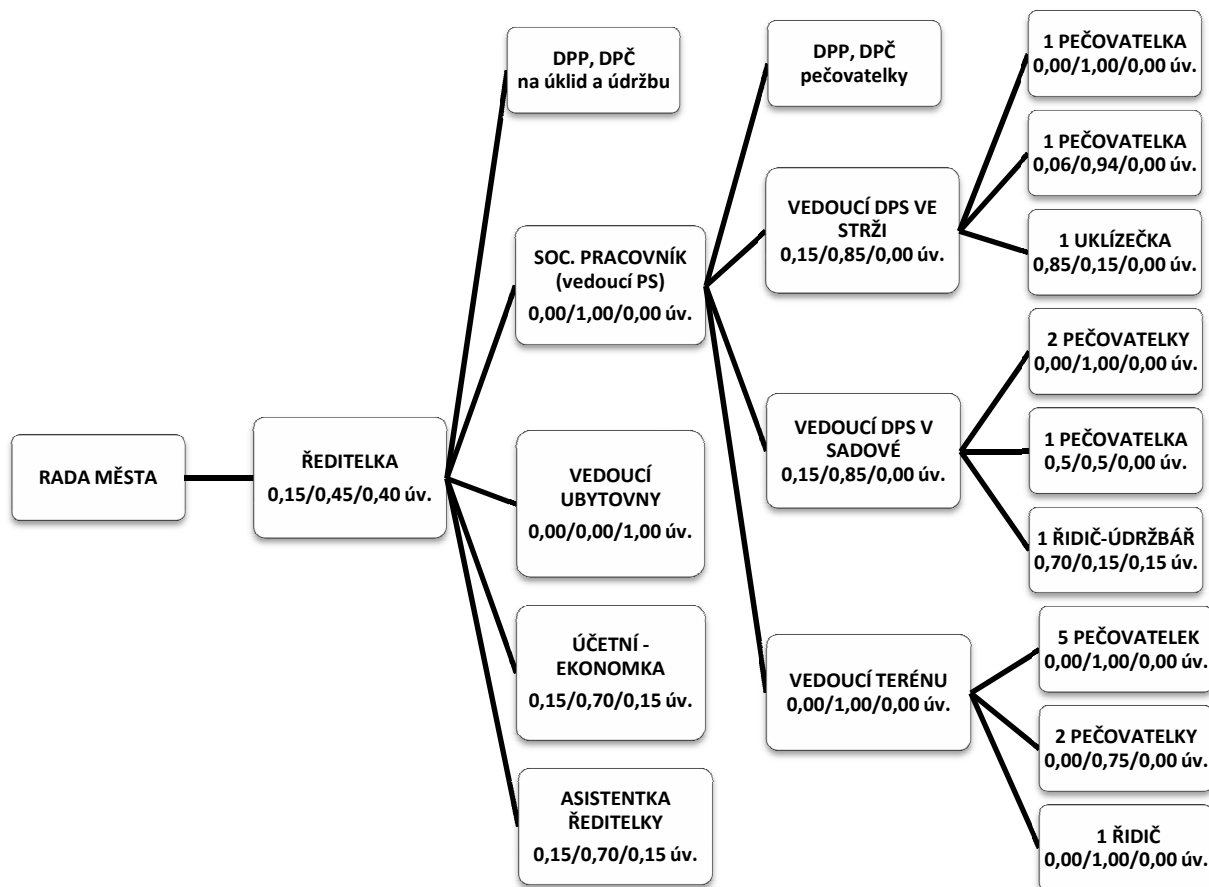 RADA MĚSTA
ŘEDITELKA
0,15/0,45/0,40 úv.
DPP, DPČ
na úklid a údržbu
SOC. PRACOVNÍK
(vedoucí PS)
0,00/1,00/0,00 úv.
VEDOUCÍ
UBYTOVNY
0,00/0,00/1,00 úv.
ÚČETNÍ -
EKONOMKA
0,15/0,70/0,15 úv.
ASISTENTKA
ŘEDITELKY
0,15/0,70/0,15 úv.
DPP, DPČ
pečovatelky
VEDOUCÍ DPS VE
STRŽI
0,15/0,85/0,00 úv.
VEDOUCÍ DPS V
SADOVÉ
0,15/0,85/0,00 úv.
VEDOUCÍ TERÉNU
0,00/1,00/0,00 úv.
1 PEČOVATELKA
0,00/1,00/0,00 úv.
1 PEČOVATELKA
0,06/0,94/0,00 úv.
1 UKLÍZEČKA
0,85/0,15/0,00 úv.
2 PEČOVATELKY
0,00/1,00/0,00 úv.
1 PEČOVATELKA
0,5/0,5/0,00 úv.
1 ŘIDIČ-ÚDRŽBÁŘ
0,70/0,15/0,15 úv.
5 PEČOVATELEK
0,00/1,00/0,00 úv.
2 PEČOVATELKY
0,00/0,75/0,00 úv.
1 ŘIDIČ
0,00/1,00/0,00 úv.